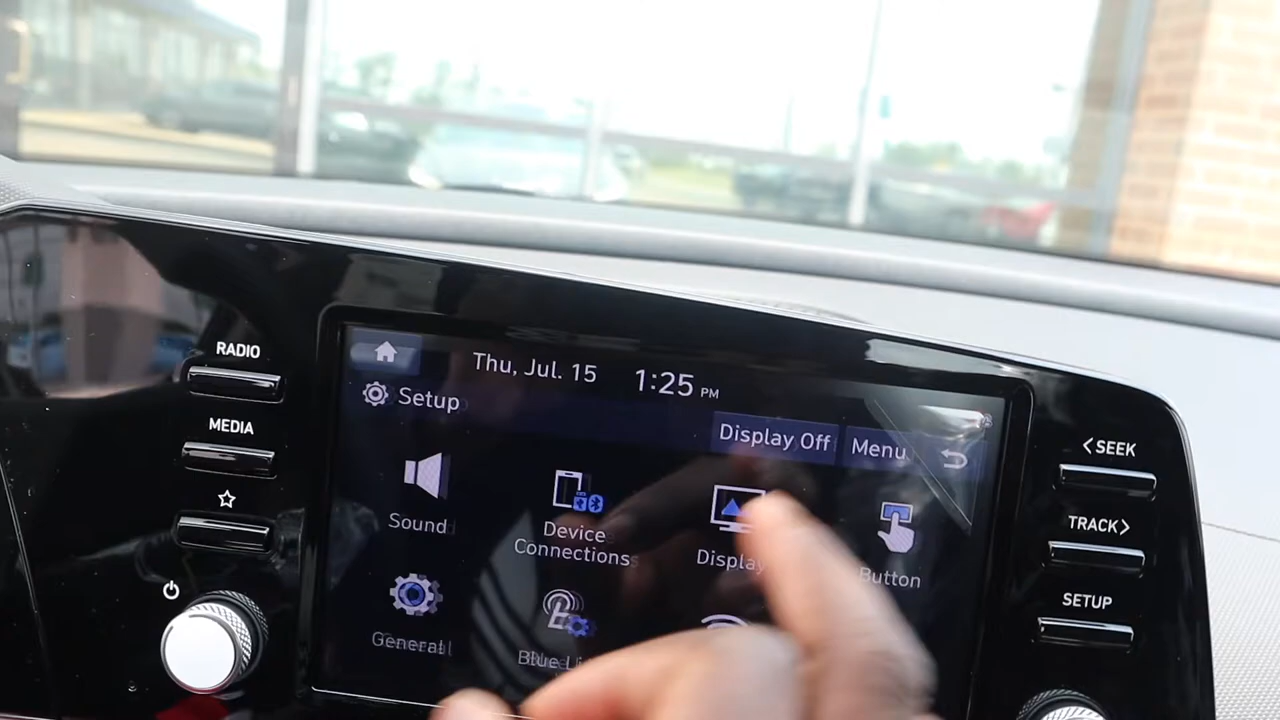 RADIO
MEDIA
Thu, Jul. 15 1:25 PM
Setup
Display Off Menu
Sound
Device
Connections
Display
Button
General
<SEEK
TRACK>
SETUP